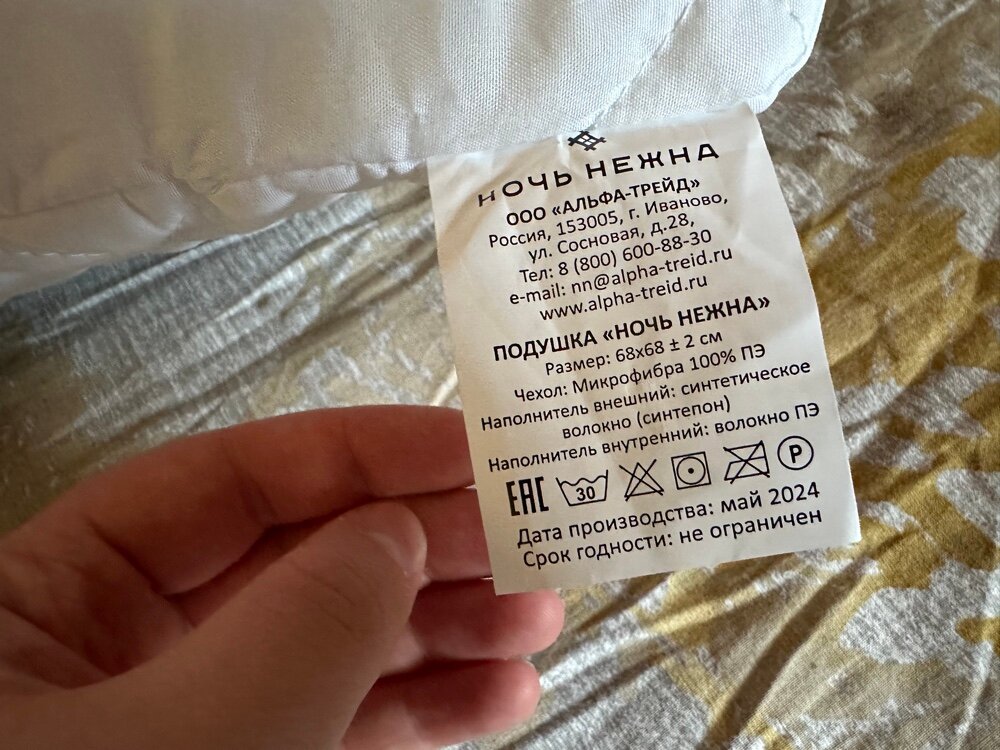 НОЧЬ НЕЖНА
ООО «АЛЬФА-ТРЕЙД»
Россия, 153005, г. Иваново,
ул. Сосновая, д.28,
Тел: 8 (800) 600-88-30
e-mail: nn@alpha-treid.ru
www.alpha-treid.ru
ПОДУШКА «НОЧЬ НЕЖНА»
Размер: 68х68 ± 2 см
Чехол: Микрофибра 100% ПЭ
Наполнитель внешний: синтетическое
волокно (синтепон)
Наполнитель внутренний: волокно ПЭ
EAC 30 P
Дата производства: май 2024
Срок годности: не ограничен